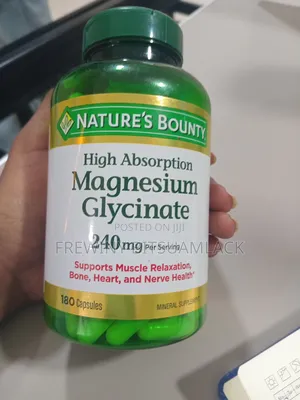 NATURE'S BOUNTY
High Absorption
Magnesium
Glycinate
POSTED ON JIJI
240 mg Per Serving
Supports Muscle Relaxation,
Bone, Heart, and Nerve Health
180 Capsules
MINERAL SUPPLEMENT